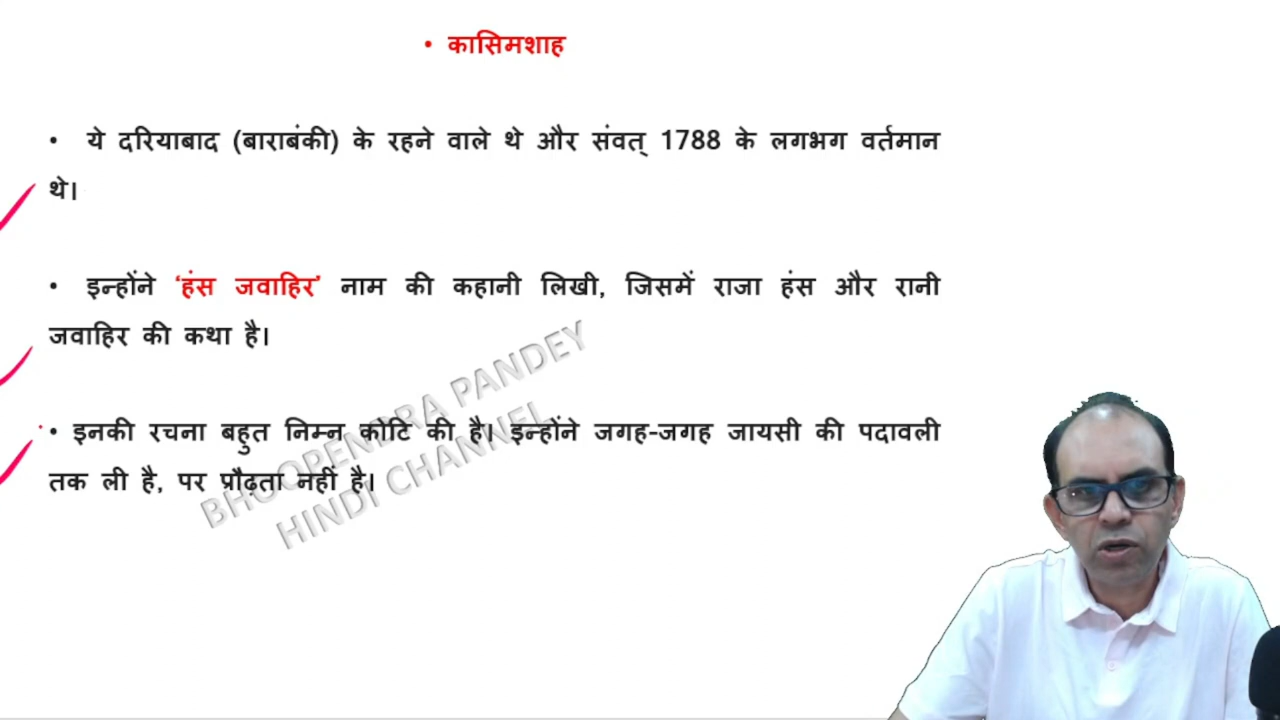 • कासिमशाह
• ये दरियाबाद (बाराबंकी) के रहने वाले थे और संवत् 1788 के लगभग वर्तमान
थे।
• इन्होंने ‘हंस जवाहिर’ नाम की कहानी लिखी, जिसमें राजा हंस और रानी
जवाहिर की कथा है।
• इनकी रचना बहुत निम्न कोटि की है। इन्होंने जगह-जगह जायसी की पदावली
तक ली है, पर प्रौढ़ता नहीं है।
BHOOPENDRA PANDEY
HINDI CHANNEL